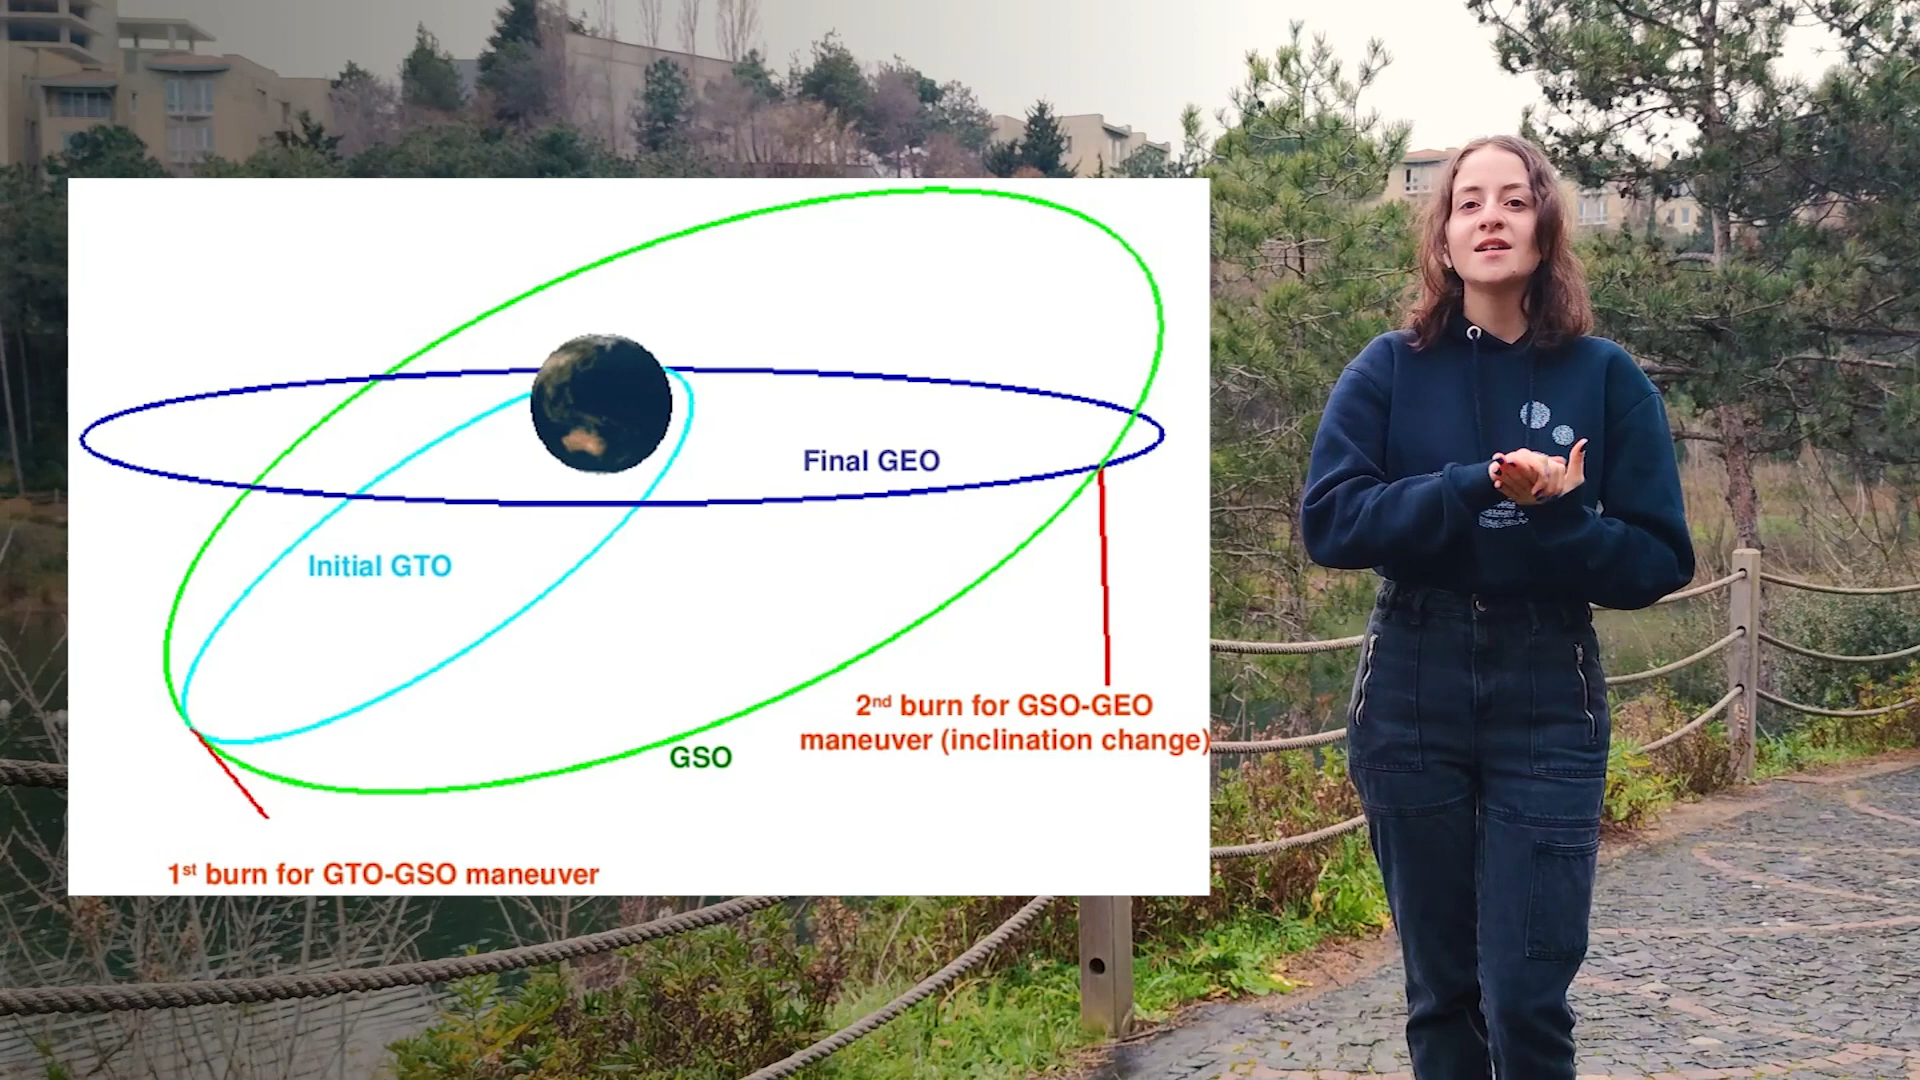 Final GEO
Initial GTO
2nd burn for GSO-GEO
maneuver (inclination change)
GSO
1st burn for GTO-GSO maneuver